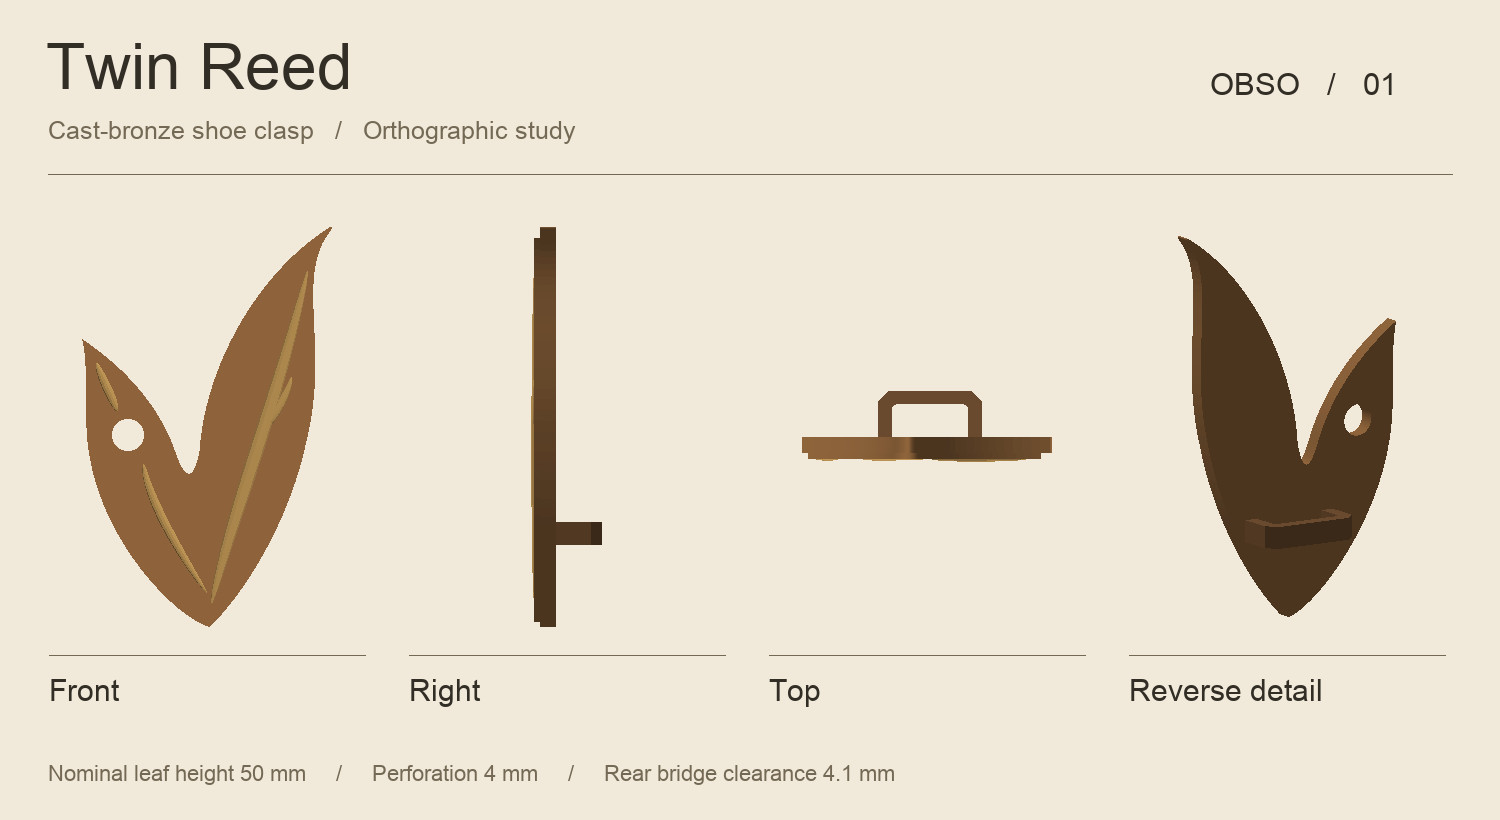 Twin Reed
OBSO / 01
Cast-bronze shoe clasp / Orthographic study
Front
Right
Top
Reverse detail
Nominal leaf height 50 mm / Perforation 4 mm / Rear bridge clearance 4.1 mm